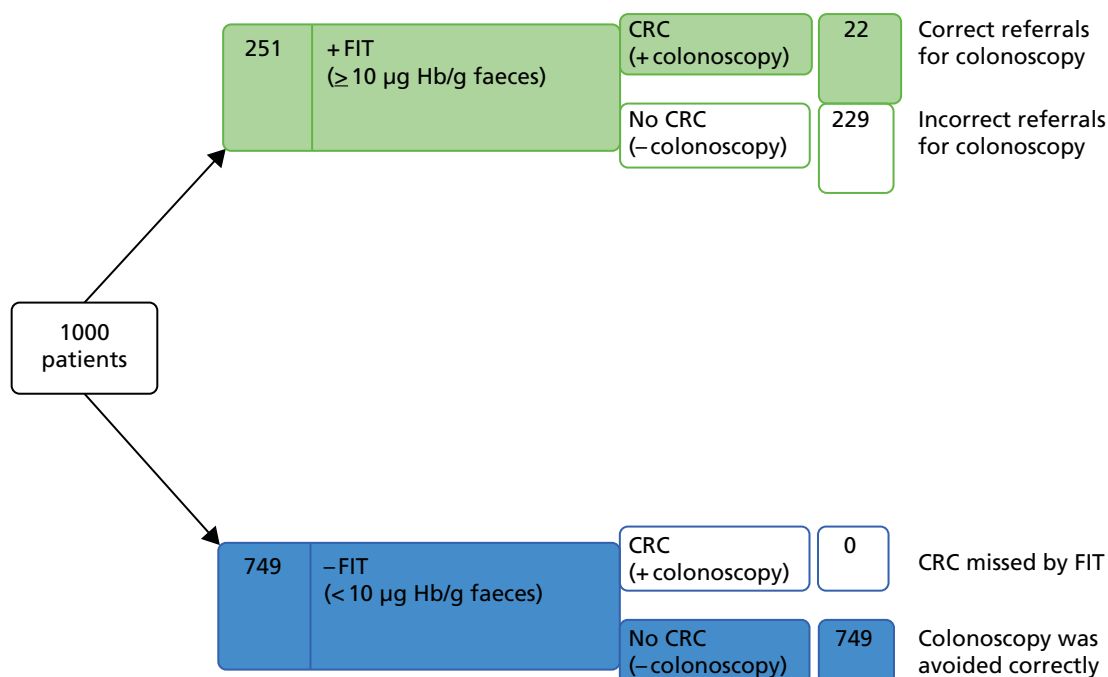 251
+ FIT
(≥ 10 µg Hb/g faeces)
CRC
(+ colonoscopy)
22
Correct referrals
for colonoscopy
No CRC
(– colonoscopy)
229
Incorrect referrals
for colonoscopy
1000
patients
749
– FIT
(< 10 µg Hb/g faeces)
CRC
(+ colonoscopy)
0
CRC missed by FIT
No CRC
(– colonoscopy)
749
Colonoscopy was
avoided correctly